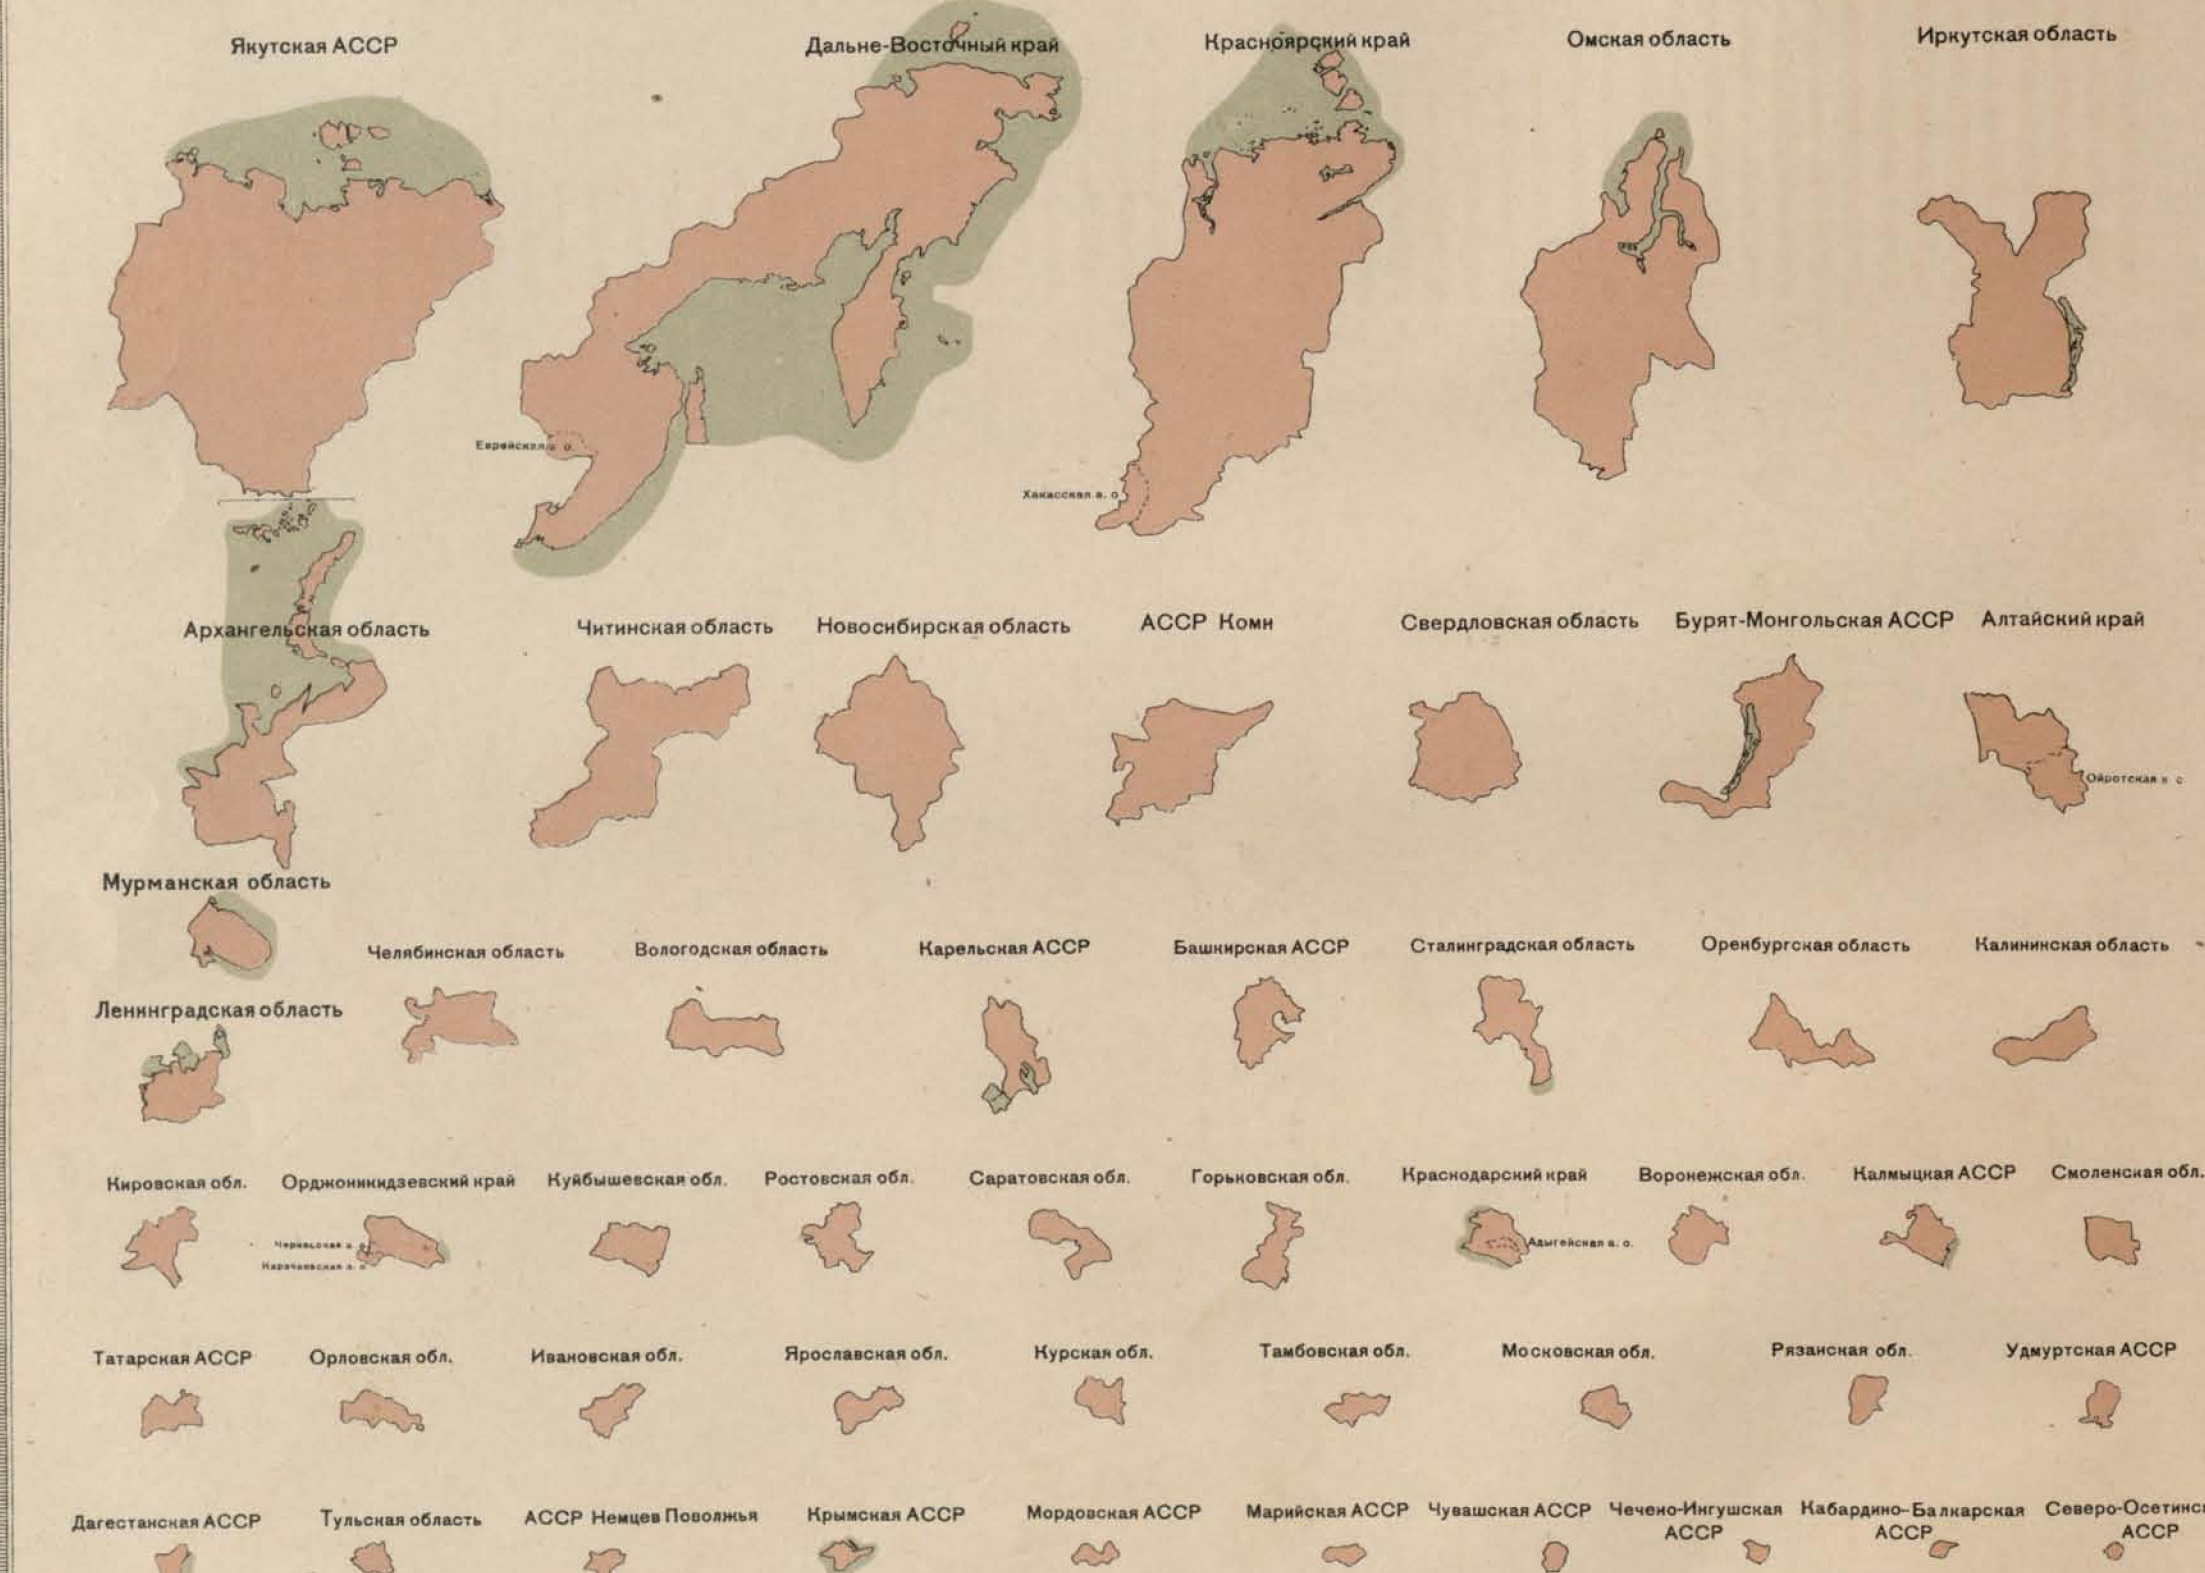 Якутская АССР
Дальне-Восточный край
Красноярский край
Омская область
Иркутская область
Еврейская а. о.
Хакасская а. о.
Архангельская область
Читинская область
Новосибирская область
АССР Коми
Свердловская область
Бурят-Монгольская АССР
Алтайский край
Ойротская а. о.
Мурманская область
Челябинская область
Вологодская область
Карельская АССР
Башкирская АССР
Сталинградская область
Оренбургская область
Калининская область
Ленинградская область
Кировская обл.
Орджоникидзевский край
Куйбышевская обл.
Ростовская обл.
Саратовская обл.
Горьковская обл.
Краснодарский край
Воронежская обл.
Калмыцкая АССР
Смоленская обл.
Черкесская а. о.
Карачаевская а. о.
Адыгейская а. о.
Татарская АССР
Орловская обл.
Ивановская обл.
Ярославская обл.
Курская обл.
Тамбовская обл.
Московская обл.
Рязанская обл.
Удмуртская АССР
Дагестанская АССР
Тульская область
АССР Немцев Поволжья
Крымская АССР
Мордовская АССР
Марийская АССР
Чувашская АССР
Чечено-Ингушская
АССР
Кабардино-Балкарская
АССР
АССР